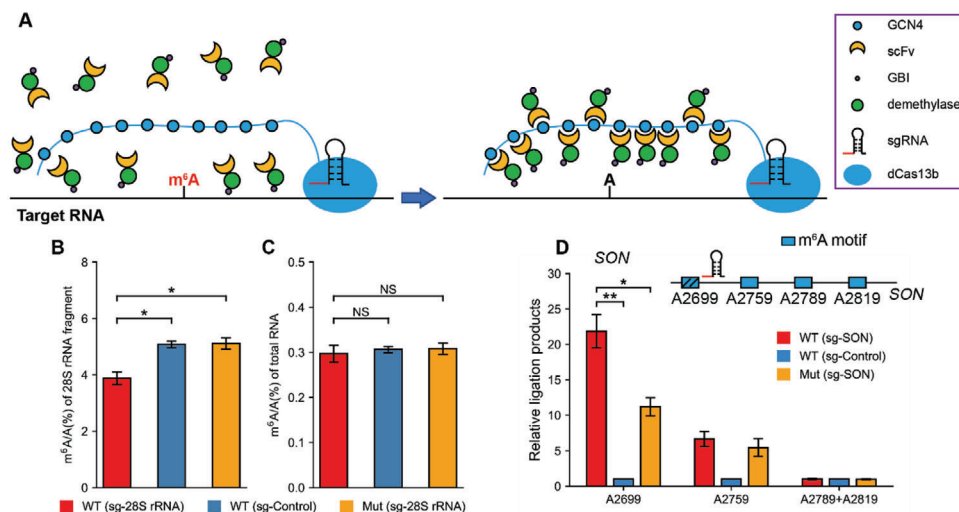 A
m⁶A
Target RNA
A
GCN4
scFv
GBI
demethylase
sgRNA
dCas13b
B
m⁶A/A(%) of 28S rRNA fragment
8
6
4
2
0
*
*
C
m⁶A/A(%) of total RNA
0.5
0.4
0.3
0.2
0.1
0.0
NS
NS
WT (sg-28S rRNA)
WT (sg-Control)
Mut (sg-28S rRNA)
D
SON
m⁶A motif
A2699
A2759
A2789
A2819
SON
Relative ligation products
30
25
20
15
10
5
0
*
**
WT (sg-SON)
WT (sg-Control)
Mut (sg-SON)
A2699
A2759
A2789+A2819